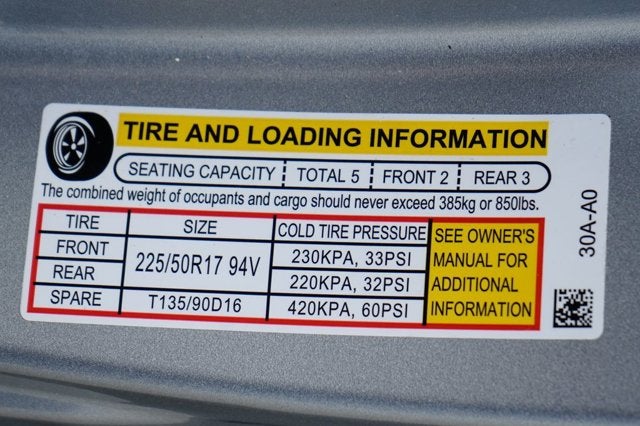 TIRE AND LOADING INFORMATION
SEATING CAPACITY TOTAL 5 FRONT 2 REAR 3
The combined weight of occupants and cargo should never exceed 385kg or 850lbs.
TIRE SIZE COLD TIRE PRESSURE
FRONT 225/50R17 94V 230KPA, 33PSI
REAR 220KPA, 32PSI
SPARE T135/90D16 420KPA, 60PSI
SEE OWNER'S
MANUAL FOR
ADDITIONAL
INFORMATION
30A-A0